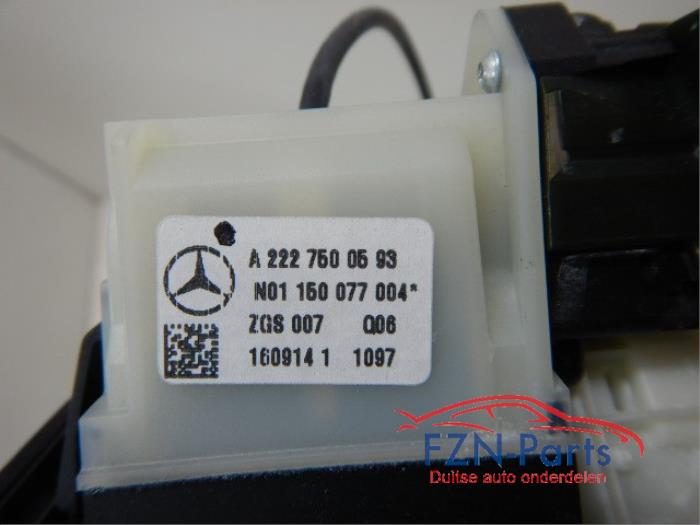 A 222 750 05 93
N01 150 077 004*
ZGS 007 Q06
160914 1 1097
FZN-Parts
Duitse auto onderdelen